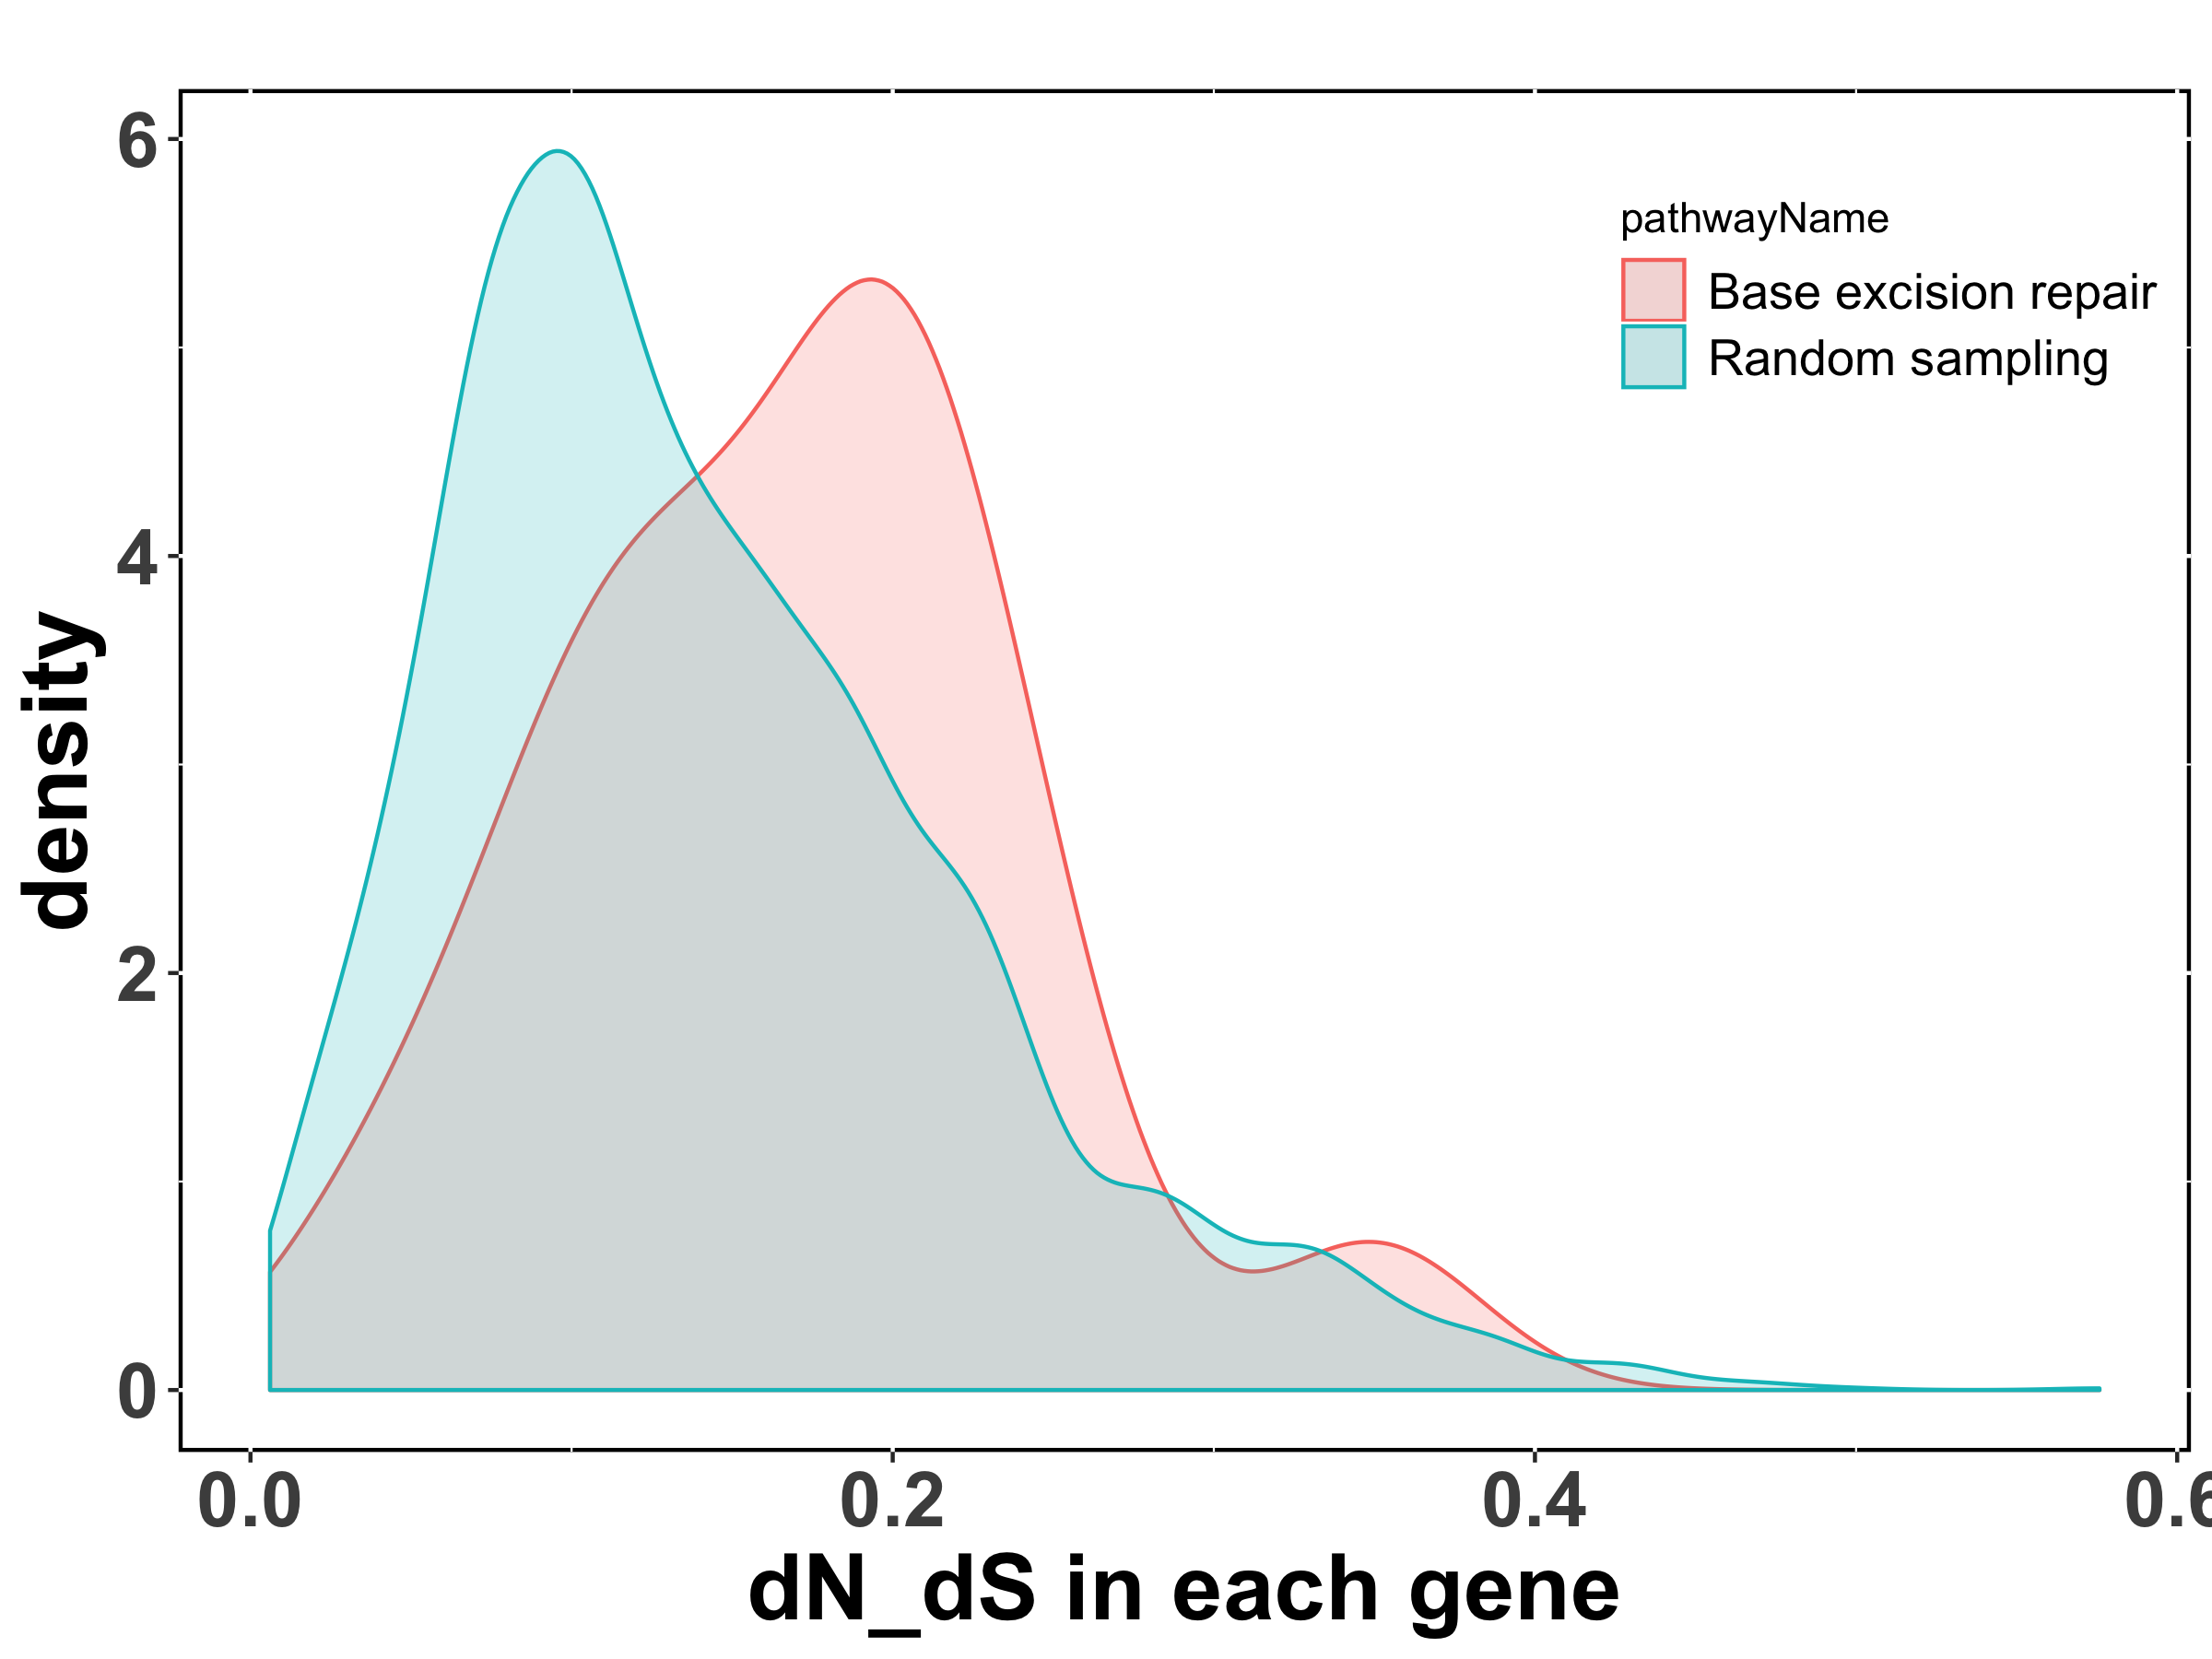 pathwayName
Base excision repair
Random sampling
density
6
4
2
0
0.0 0.2 0.4 0.6
dN_dS in each gene